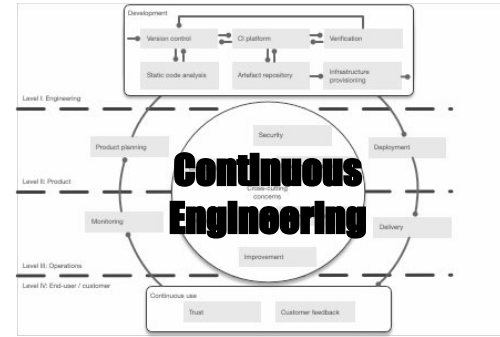 Development
Version control
CI platform
Verification
Static code analysis
Artefact repository
Infrastructure
provisioning
Level I: Engineering
Security
Product planning
Deployment
Continuous
Level II: Product
Cross-cutting
concerns
Engineering
Monitoring
Delivery
Improvement
Level III: Operations
Level IV: End-user / customer
Continuous use
Trust
Customer feedback